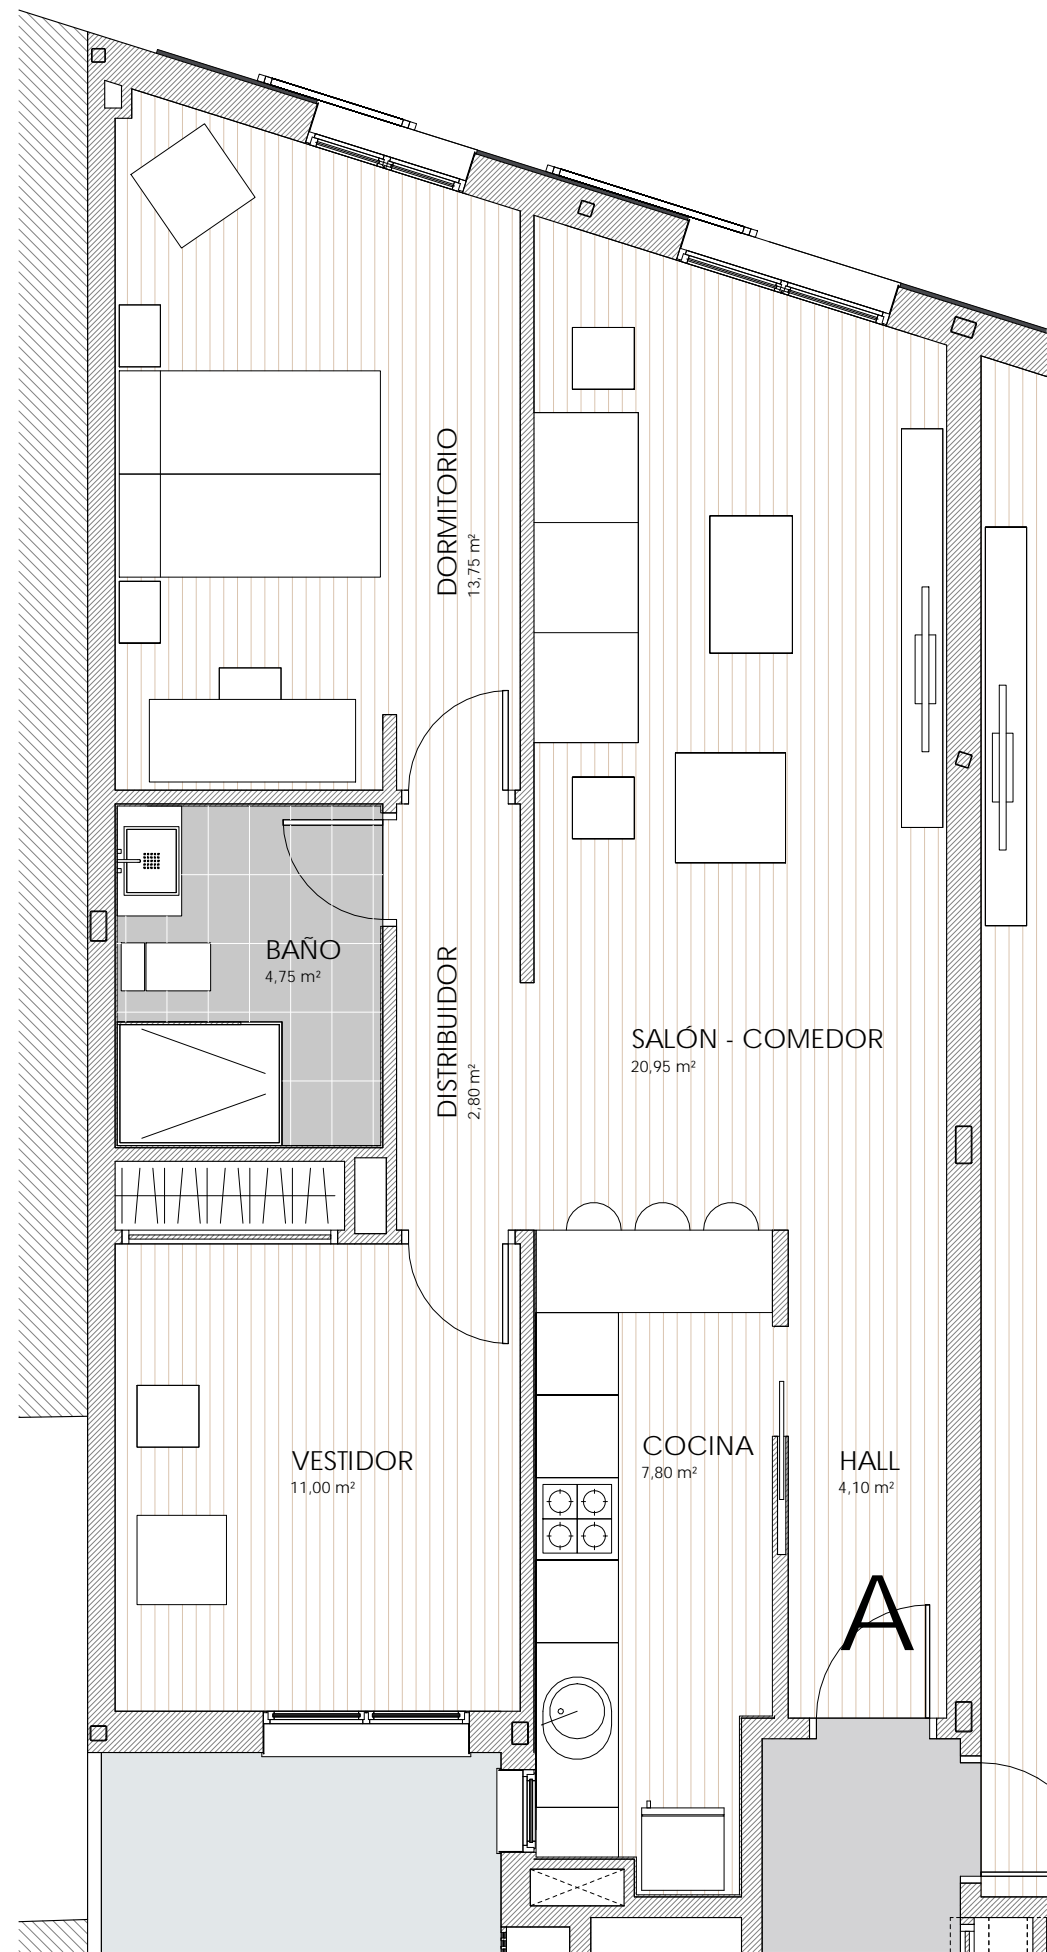 DORMITORIO
13,75 m²
BAÑO
4,75 m²
DISTRIBUIDOR
2,80 m²
SALÓN - COMEDOR
20,95 m²
VESTIDOR
11,00 m²
COCINA
7,80 m²
HALL
4,10 m²
A